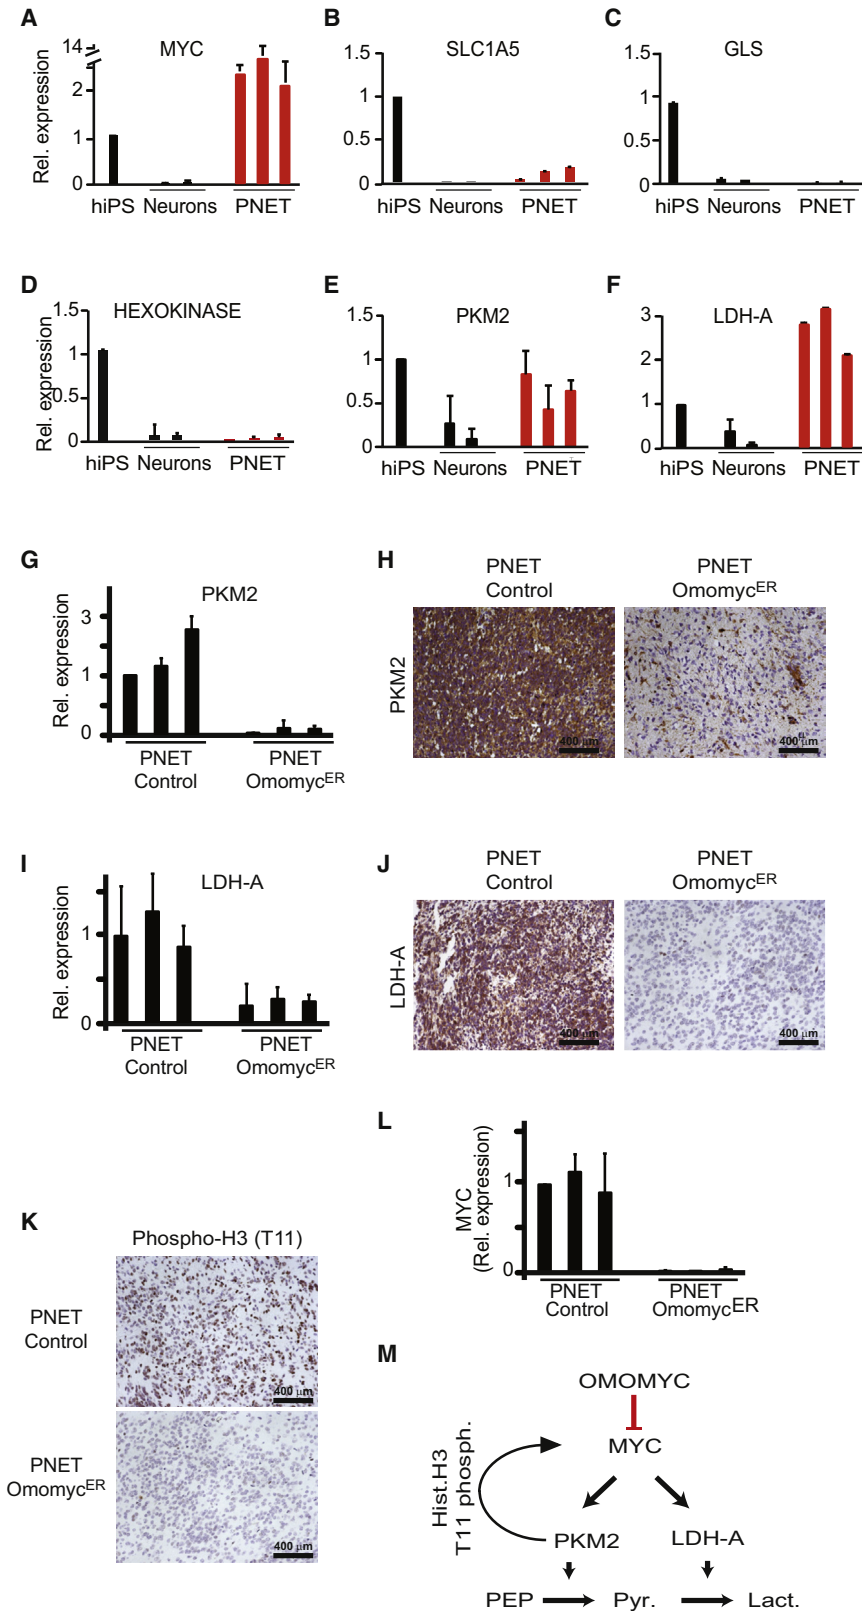 A
MYC
Rel. expression
14
2
1
0
hiPS Neurons PNET
B
SLC1A5
1.5
1
0.5
0
hiPS Neurons PNET
C
GLS
1.5
1
0.5
0
hiPS Neurons PNET
D
HEXOKINASE
Rel. expression
1.5
1
0.5
0
hiPS Neurons PNET
E
PKM2
1.5
1
0.5
0
hiPS Neurons PNET
F
LDH-A
3
2
1
0
hiPS Neurons PNET
G
PKM2
Rel. expression
3
1
0
PNET
Control
PNET
OmomycER
H
PNET
Control
PNET
OmomycER
PKM2
400 μm
400 μm
I
LDH-A
Rel. expression
1
0
PNET
Control
PNET
OmomycER
J
PNET
Control
PNET
OmomycER
LDH-A
400 μm
400 μm
K
Phospho-H3 (T11)
PNET
Control
400 μm
PNET
OmomycER
400 μm
L
MYC
(Rel. expression)
1
0
PNET
Control
PNET
OmomycER
M
OMOMYC
MYC
Hist.H3
T11 phosph.
PKM2
LDH-A
PEP
Pyr.
Lact.